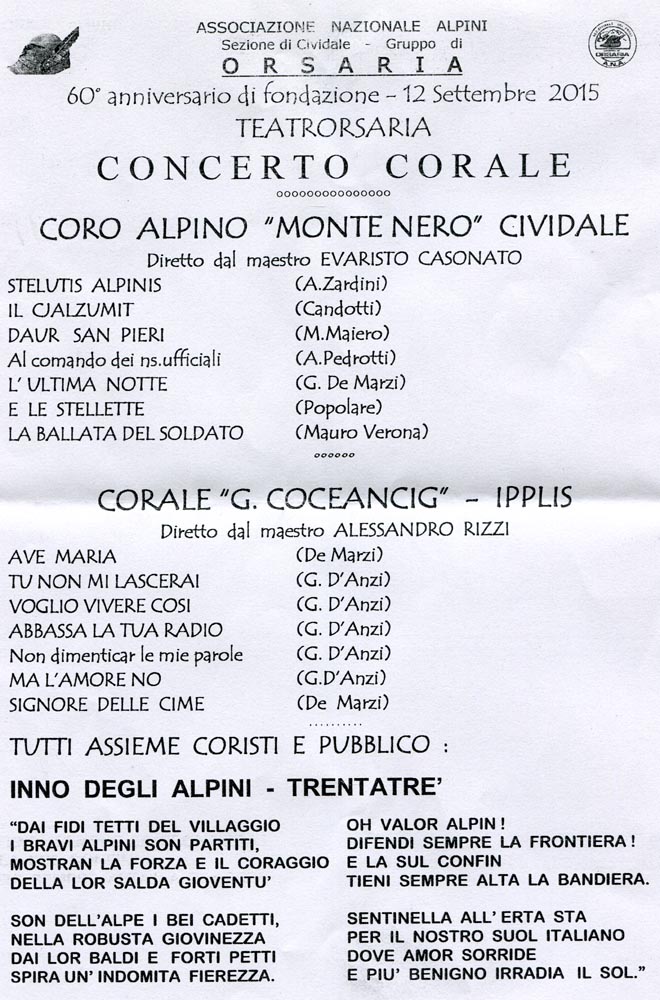 ASSOCIAZIONE NAZIONALE ALPINI
Sezione di Cividale - Gruppo di
ORSARIA
60° anniversario di fondazione - 12 Settembre 2015
TEATRORSARIA
CONCERTO CORALE
ooooooooooooooo
CORO ALPINO "MONTE NERO" CIVIDALE
Diretto dal maestro EVARISTO CASONATO
STELUTIS ALPINIS (A.Zardini)
IL CJALZUMIT (Candotti)
DAUR SAN PIERI (M.Maiero)
Al comando dei ns.ufficiali (A.Pedrotti)
L' ULTIMA NOTTE (G. De Marzi)
E LE STELLETTE (Popolare)
LA BALLATA DEL SOLDATO (Mauro Verona)
oooooo
CORALE "G. COCEANCIG" - IPPLIS
Diretto dal maestro ALESSANDRO RIZZI
AVE MARIA (De Marzi)
TU NON MI LASCERAI (G. D'Anzi)
VOGLIO VIVERE COSI (G. D'Anzi)
ABBASSA LA TUA RADIO (G. D'Anzi)
Non dimenticar le mie parole (G. D'Anzi)
MA L'AMORE NO (G.D'Anzi)
SIGNORE DELLE CIME (De Marzi)
..........
TUTTI ASSIEME CORISTI E PUBBLICO :
INNO DEGLI ALPINI - TRENTATRE'
"DAI FIDI TETTI DEL VILLAGGIO
I BRAVI ALPINI SON PARTITI,
MOSTRAN LA FORZA E IL CORAGGIO
DELLA LOR SALDA GIOVENTU'
SON DELL'ALPE I BEI CADETTI,
NELLA ROBUSTA GIOVINEZZA
DAI LOR BALDI E FORTI PETTI
SPIRA UN' INDOMITA FIEREZZA.
OH VALOR ALPIN !
DIFENDI SEMPRE LA FRONTIERA !
E LA SUL CONFIN
TIENI SEMPRE ALTA LA BANDIERA.
SENTINELLA ALL' ERTA STA
PER IL NOSTRO SUOL ITALIANO
DOVE AMOR SORRIDE
E PIU' BENIGNO IRRADIA IL SOL."
ORSARIA
A.N.A.